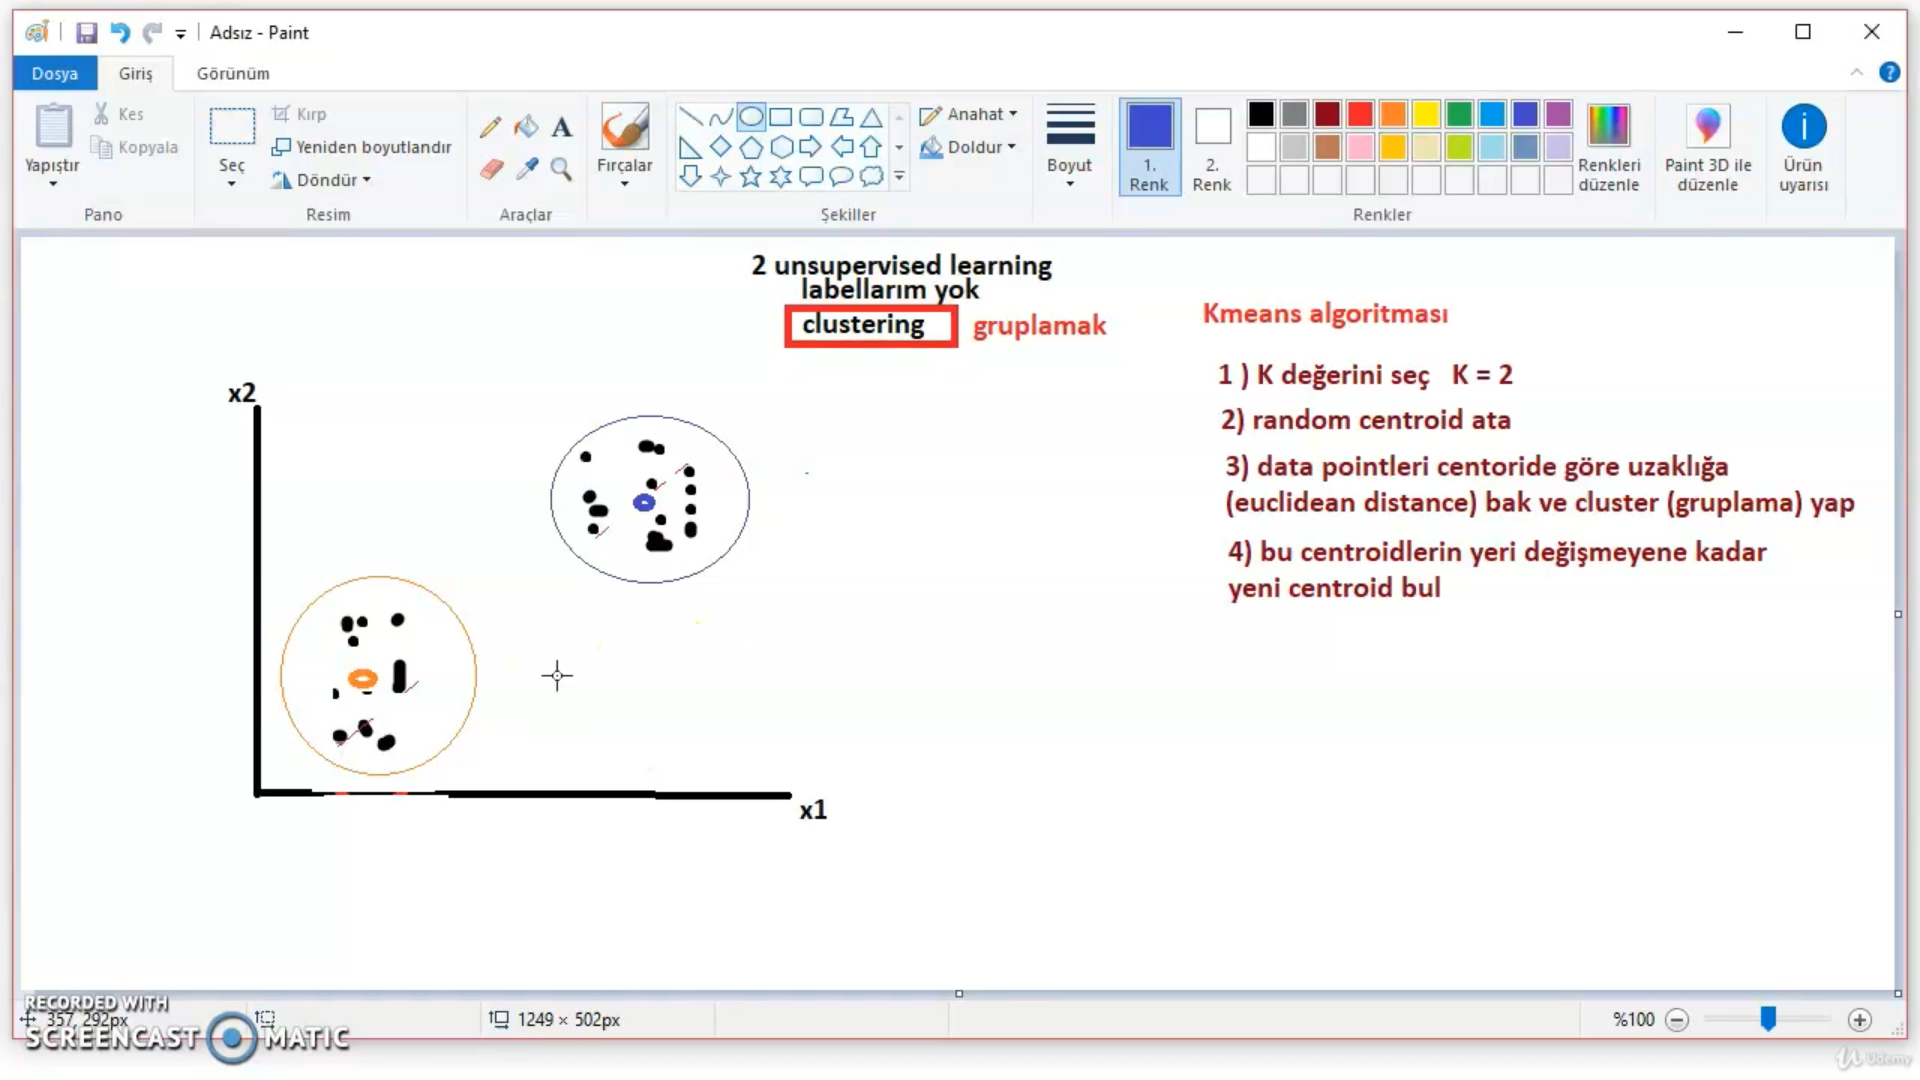 Adsız - Paint
Dosya
Giriş
Görünüm
Yapıştır
Kes
Kopyala
Pano
Seç
Kırp
Yeniden boyutlandır
Döndür
Resim
A
Araçlar
Fırçalar
Şekiller
Anahat
Doldur
Boyut
1.
Renk
2.
Renk
Renkler
Renkleri
düzenle
Paint 3D ile
düzenle
Ürün
uyarısı
2 unsupervised learning
labellarım yok
clustering
gruplamak
x2
x1
Kmeans algoritması
1 ) K değerini seç K = 2
2) random centroid ata
3) data pointleri centoride göre uzaklığa
(euclidean distance) bak ve cluster (gruplama) yap
4) bu centroidlerin yeri değişmeyene kadar
yeni centroid bul
RECORDED WITH
SCREENCAST MATIC
357, 292px
1249 × 502px
%100
Udemy